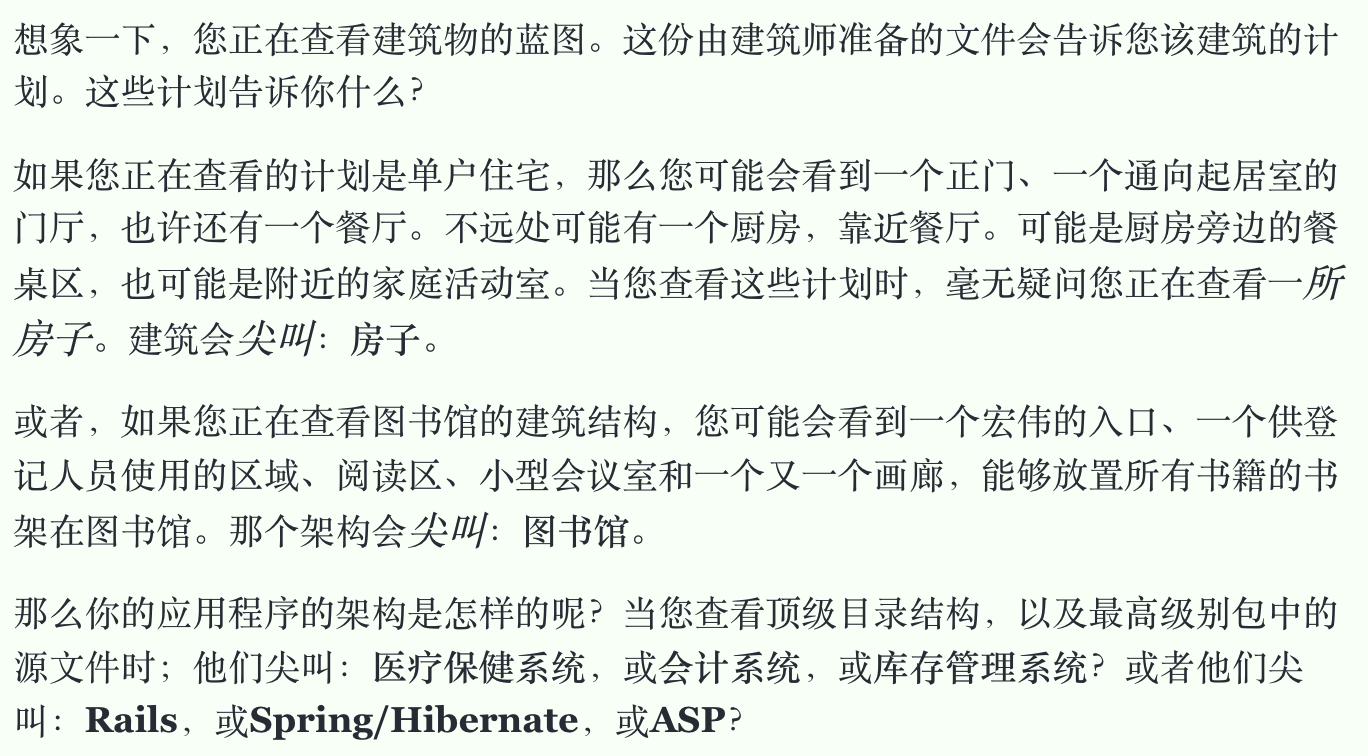 想象一下，您正在查看建筑物的蓝图。这份由建筑师准备的文件会告诉您该建筑的计
划。这些计划告诉你什么？
如果您正在查看的计划是单户住宅，那么您可能会看到一个正门、一个通向起居室的
门厅，也许还有一个餐厅。不远处可能有一个厨房，靠近餐厅。可能是厨房旁边的餐
桌区，也可能是附近的家庭活动室。当您查看这些计划时，毫无疑问您正在查看一所
房子。建筑会尖叫：房子。
或者，如果您正在查看图书馆的建筑结构，您可能会看到一个宏伟的入口、一个供登
记人员使用的区域、阅读区、小型会议室和一个又一个画廊，能够放置所有书籍的书
架在图书馆。那个架构会尖叫：图书馆。
那么你的应用程序的架构是怎样的呢？当您查看顶级目录结构，以及最高级别包中的
源文件时；他们尖叫：医疗保健系统，或会计系统，或库存管理系统？或者他们尖
叫：Rails，或Spring/Hibernate，或ASP？